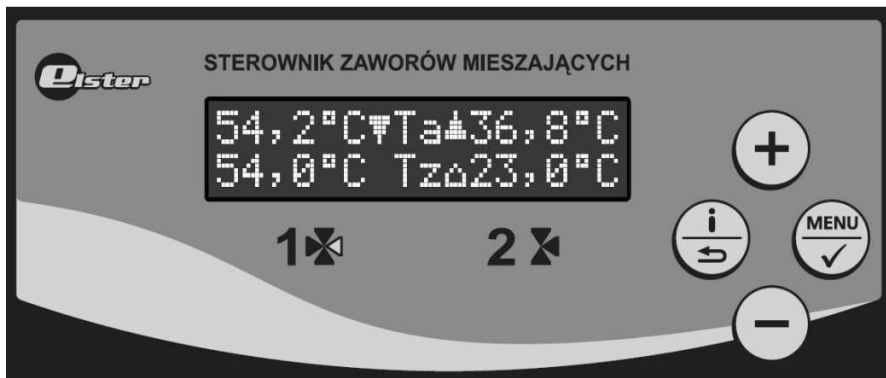 elster
STEROWNIK ZAWORÓW MIESZAJĄCYCH
54,2°C▼Ta▲36,8°C
54,0°C Tz⌂23,0°C
1 2
+
i
MENU
✓
−